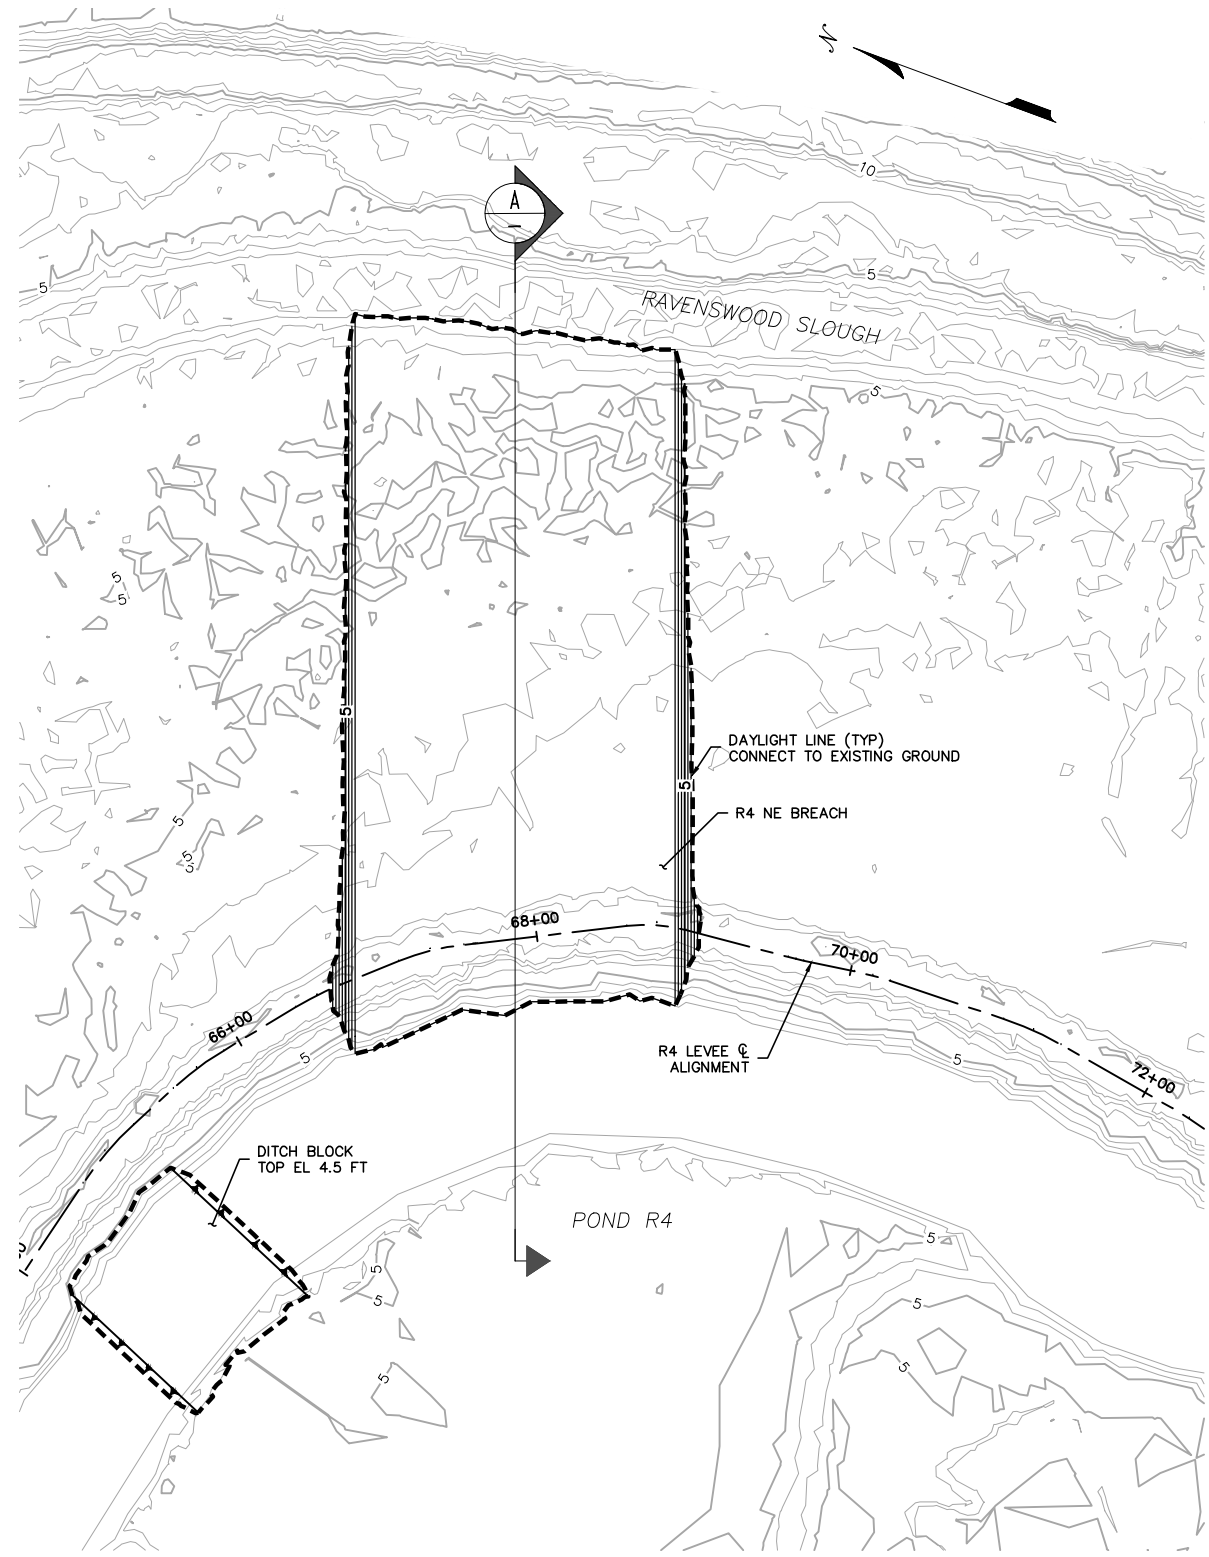 N
10
A
5
5
RAVENSWOOD SLOUGH
5
5
5
5
DAYLIGHT LINE (TYP)
CONNECT TO EXISTING GROUND
5
R4 NE BREACH
5
5
5
68+00
70+00
66+00
5
R4 LEVEE ℄
ALIGNMENT
5
72+00
DITCH BLOCK
TOP EL 4.5 FT
POND R4
5
5
5
5
5
5